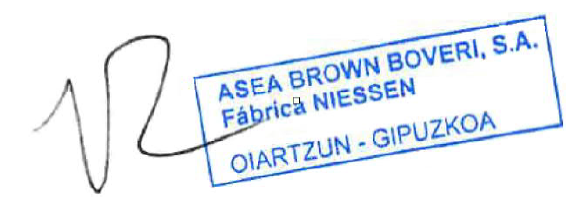 ASEA BROWN BOVERI, S.A.
Fábrica NIESSEN
OIARTZUN - GIPUZKOA